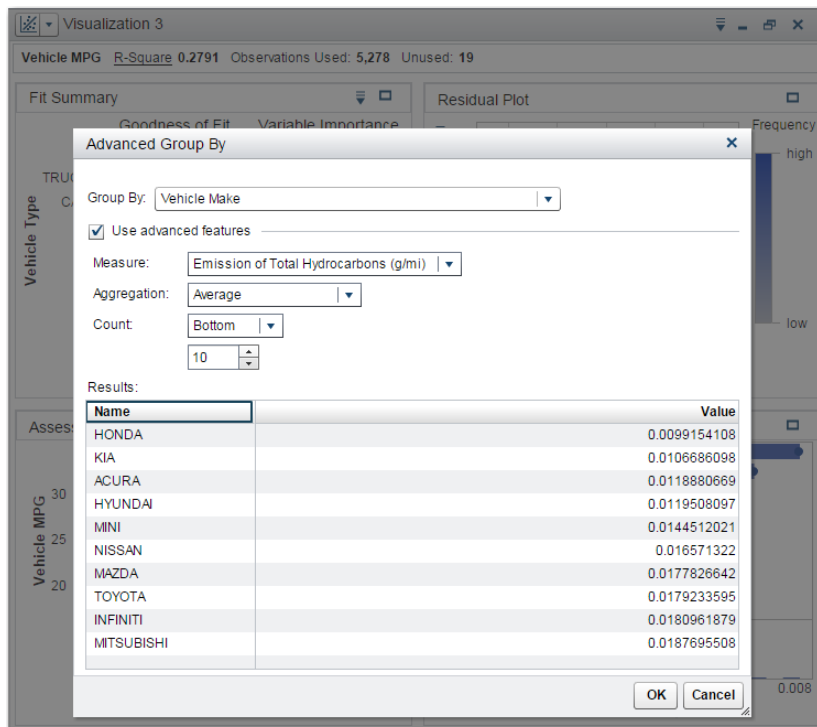 Visualization 3
Vehicle MPG R-Square 0.2791 Observations Used: 5,278 Unused: 19
Fit Summary
Residual Plot
Goodness of Fit Variable Importance
Frequency
high
low
Vehicle Type
Advanced Group By
Group By: Vehicle Make
Use advanced features
Measure: Emission of Total Hydrocarbons (g/mi)
Aggregation: Average
Count: Bottom
10
Results:
Name Value
HONDA 0.0099154108
KIA 0.0106686098
ACURA 0.0118880669
HYUNDAI 0.0119508097
MINI 0.0144512021
NISSAN 0.016571322
MAZDA 0.0177826642
TOYOTA 0.0179233595
INFINITI 0.0180961879
MITSUBISHI 0.0187695508
OK Cancel
Vehicle MPG
30
25
20
0.008